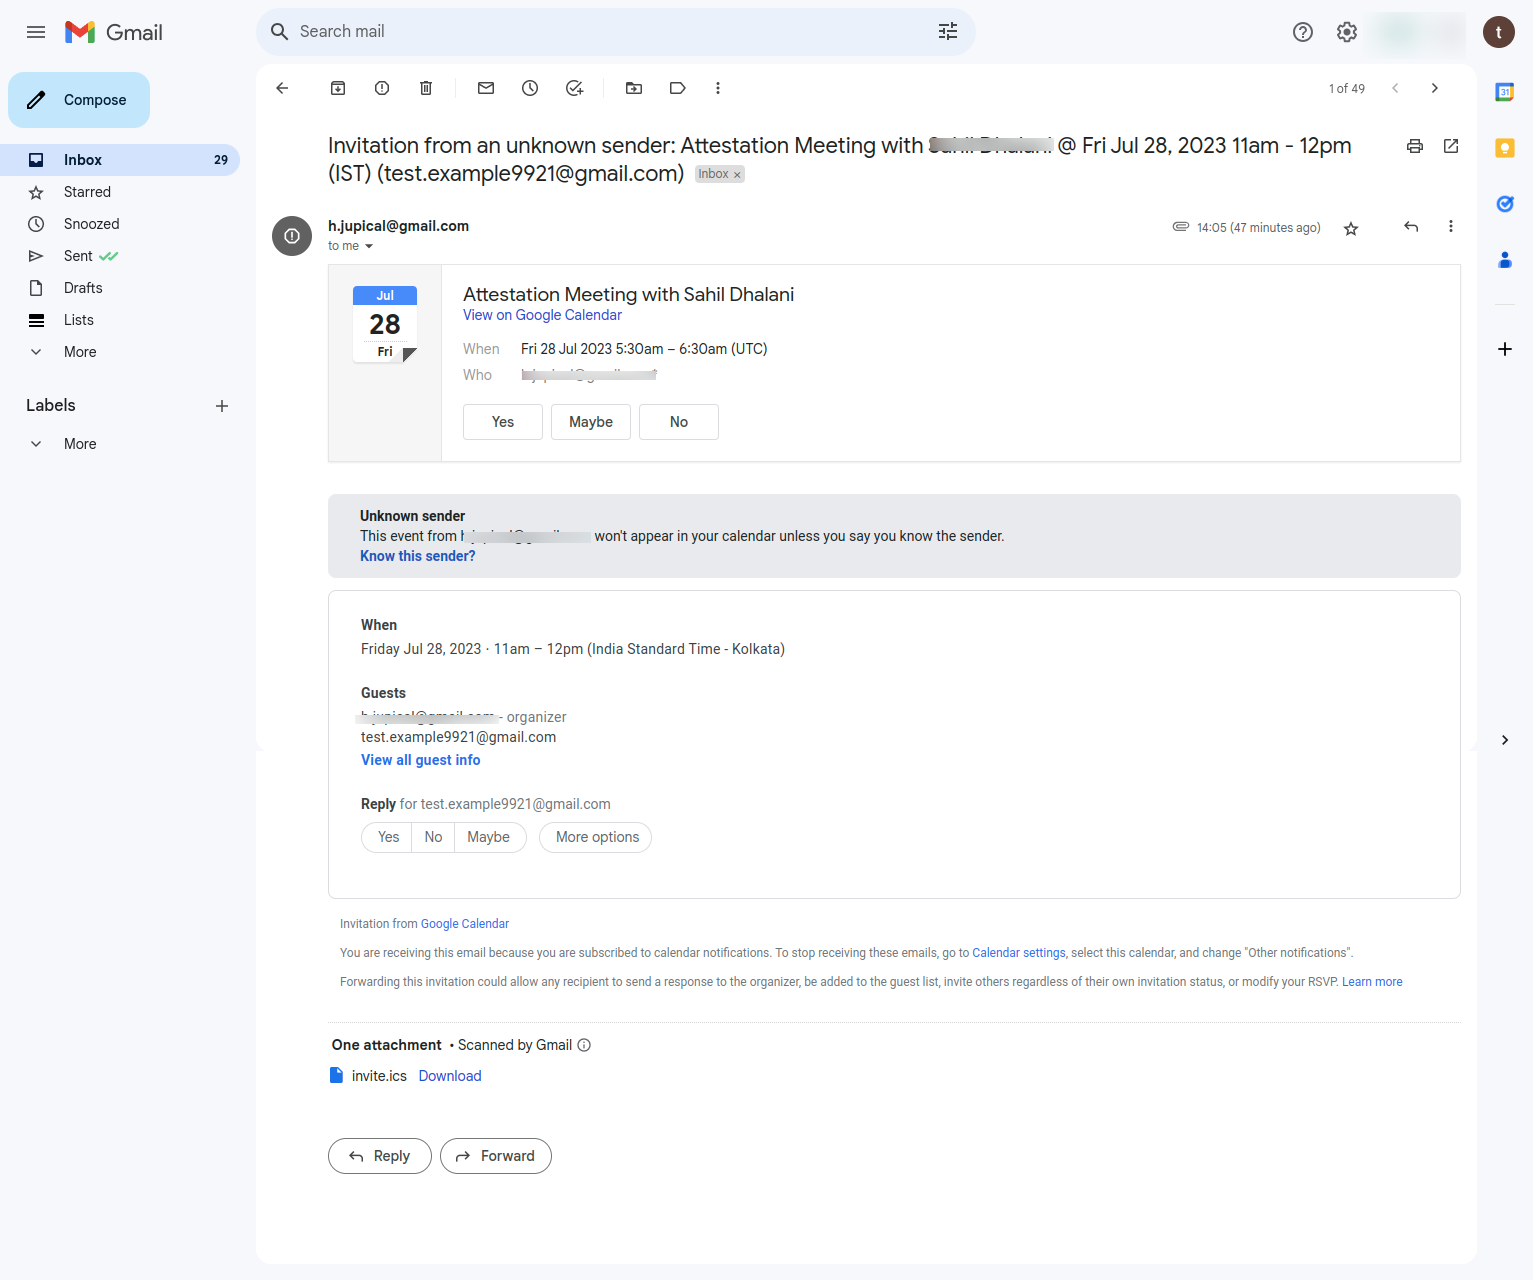 Gmail
Search mail
t
Compose
1 of 49
31
Inbox 29
Starred
Snoozed
Sent
Drafts
Lists
More
Labels
More
Invitation from an unknown sender: Attestation Meeting with @ Fri Jul 28, 2023 11am - 12pm
(IST) (test.example9921@gmail.com) Inbox ×
h.jupical@gmail.com
14:05 (47 minutes ago)
to me
Jul
28
Fri
Attestation Meeting with Sahil Dhalani
View on Google Calendar
When Fri 28 Jul 2023 5:30am – 6:30am (UTC)
Who
Yes Maybe No
Unknown sender
This event from won't appear in your calendar unless you say you know the sender.
Know this sender?
When
Friday Jul 28, 2023 · 11am – 12pm (India Standard Time - Kolkata)
Guests
- organizer
test.example9921@gmail.com
View all guest info
Reply for test.example9921@gmail.com
Yes No Maybe More options
Invitation from Google Calendar
You are receiving this email because you are subscribed to calendar notifications. To stop receiving these emails, go to Calendar settings, select this calendar, and change "Other notifications".
Forwarding this invitation could allow any recipient to send a response to the organizer, be added to the guest list, invite others regardless of their own invitation status, or modify your RSVP. Learn more
One attachment • Scanned by Gmail
invite.ics Download
Reply Forward